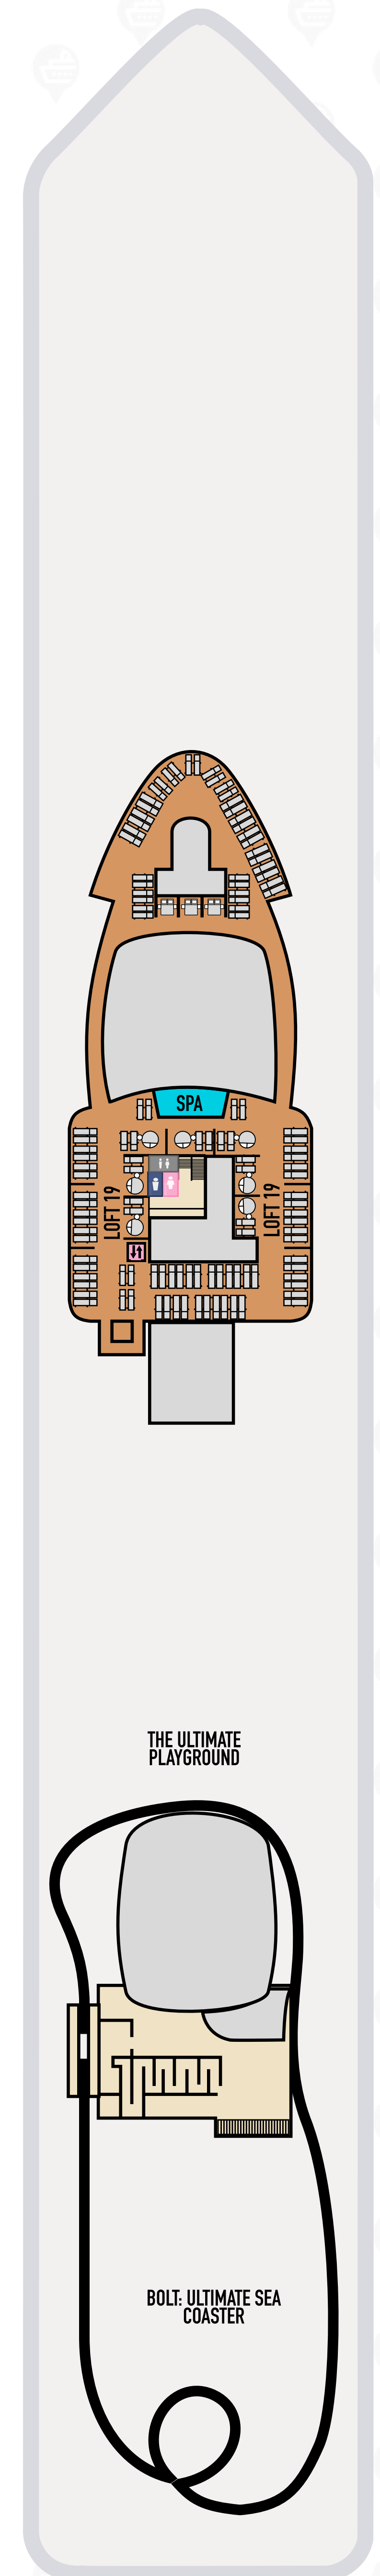 SPA
LOFT 19
LOFT 19
THE ULTIMATE
PLAYGROUND
BOLT: ULTIMATE SEA
COASTER